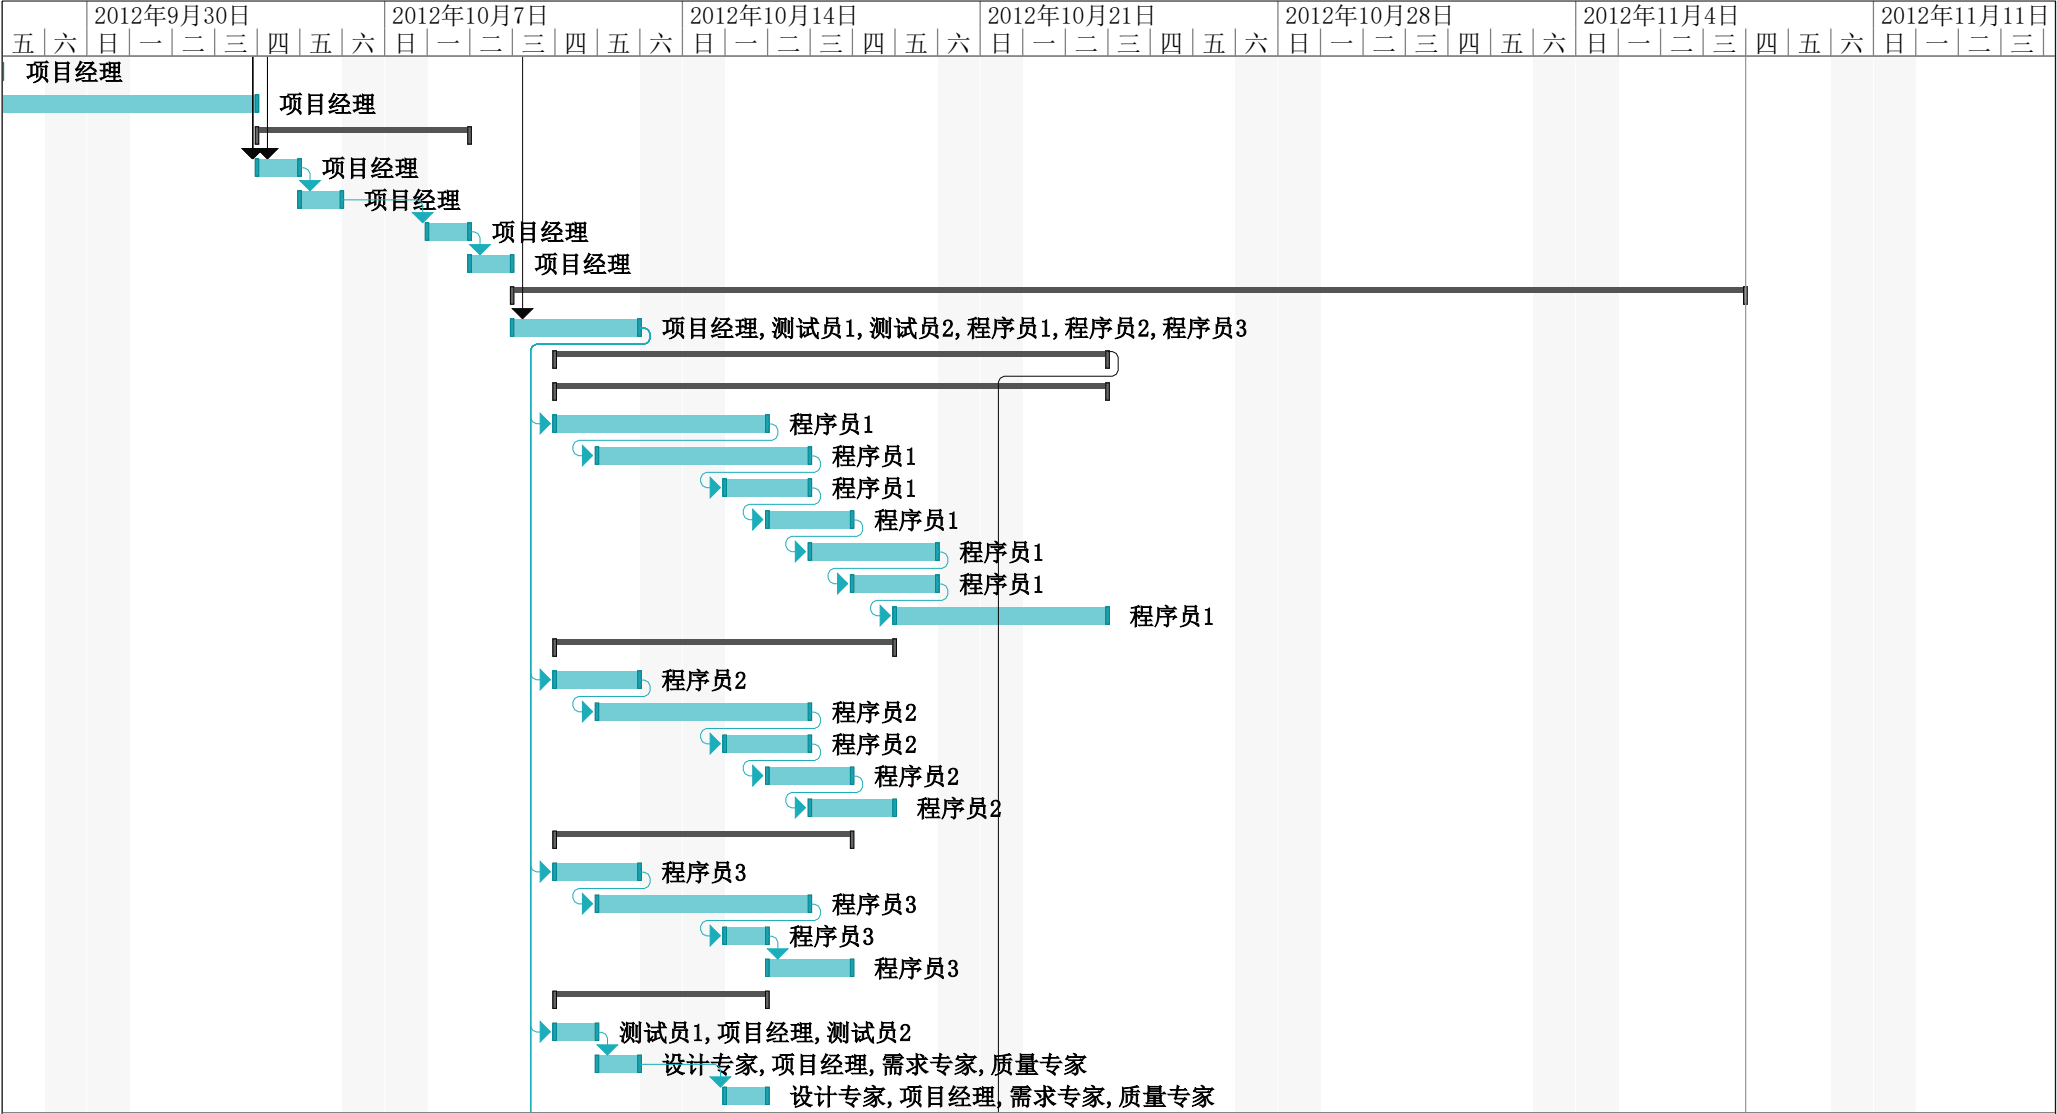 2012年9月30日 2012年10月7日 2012年10月14日 2012年10月21日 2012年10月28日 2012年11月4日 2012年11月11日
五 六 日 一 二 三 四 五 六 日 一 二 三 四 五 六 日 一 二 三 四 五 六 日 一 二 三 四 五 六 日 一 二 三 四 五 六 日 一 二 三 四 五 六 日 一 二 三
项目经理
项目经理
项目经理
项目经理
项目经理
项目经理
项目经理,测试员1,测试员2,程序员1,程序员2,程序员3
程序员1
程序员1
程序员1
程序员1
程序员1
程序员1
程序员1
程序员2
程序员2
程序员2
程序员2
程序员2
程序员3
程序员3
程序员3
程序员3
测试员1,项目经理,测试员2
设计专家,项目经理,需求专家,质量专家
设计专家,项目经理,需求专家,质量专家